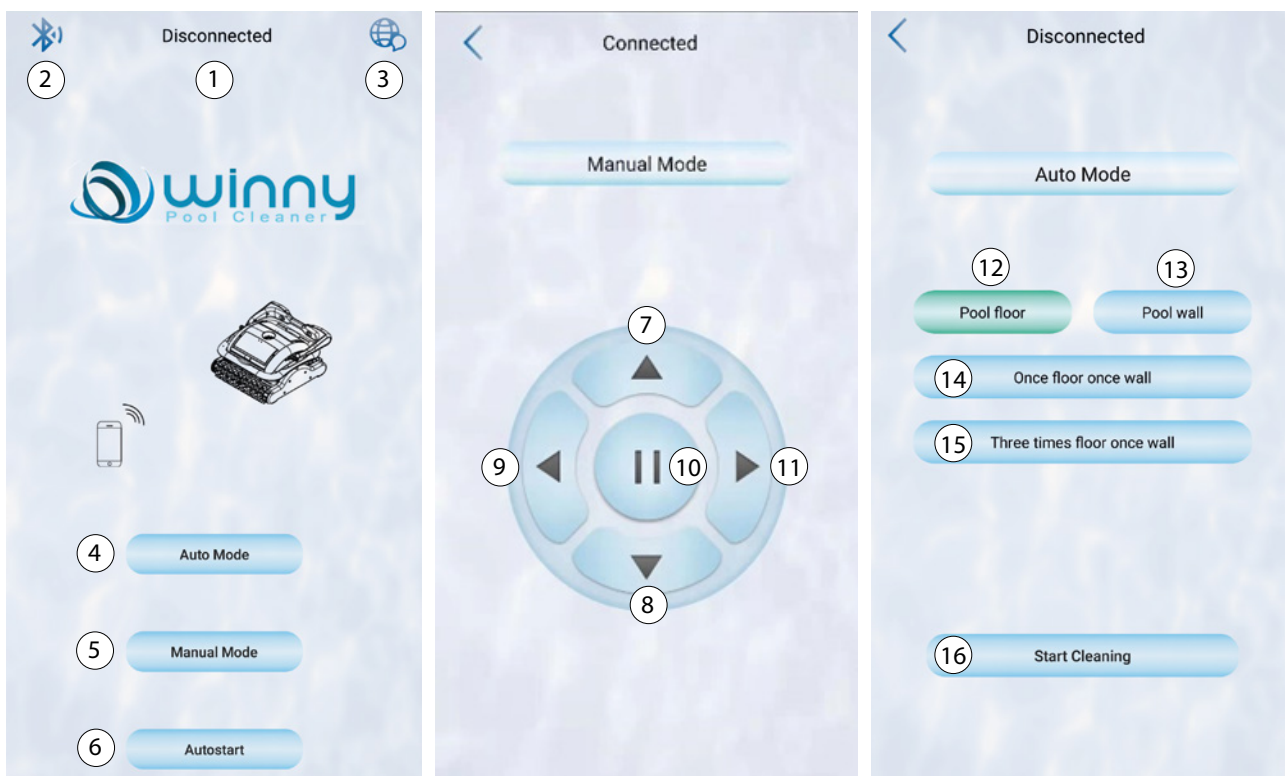 Disconnected
2
1
3
winny
Pool Cleaner
4
Auto Mode
5
Manual Mode
6
Autostart
Connected
Manual Mode
7
9
10
11
8
Disconnected
Auto Mode
12
13
Pool floor
Pool wall
14
Once floor once wall
15
Three times floor once wall
16
Start Cleaning